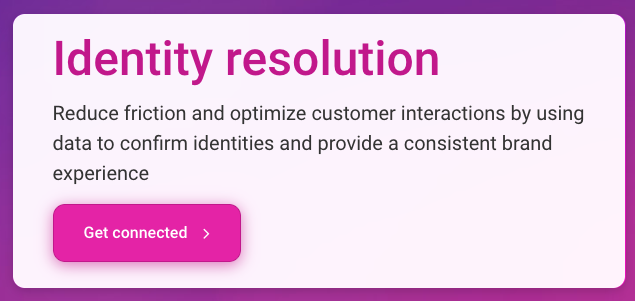 Identity resolution
Reduce friction and optimize customer interactions by using
data to confirm identities and provide a consistent brand
experience
Get connected